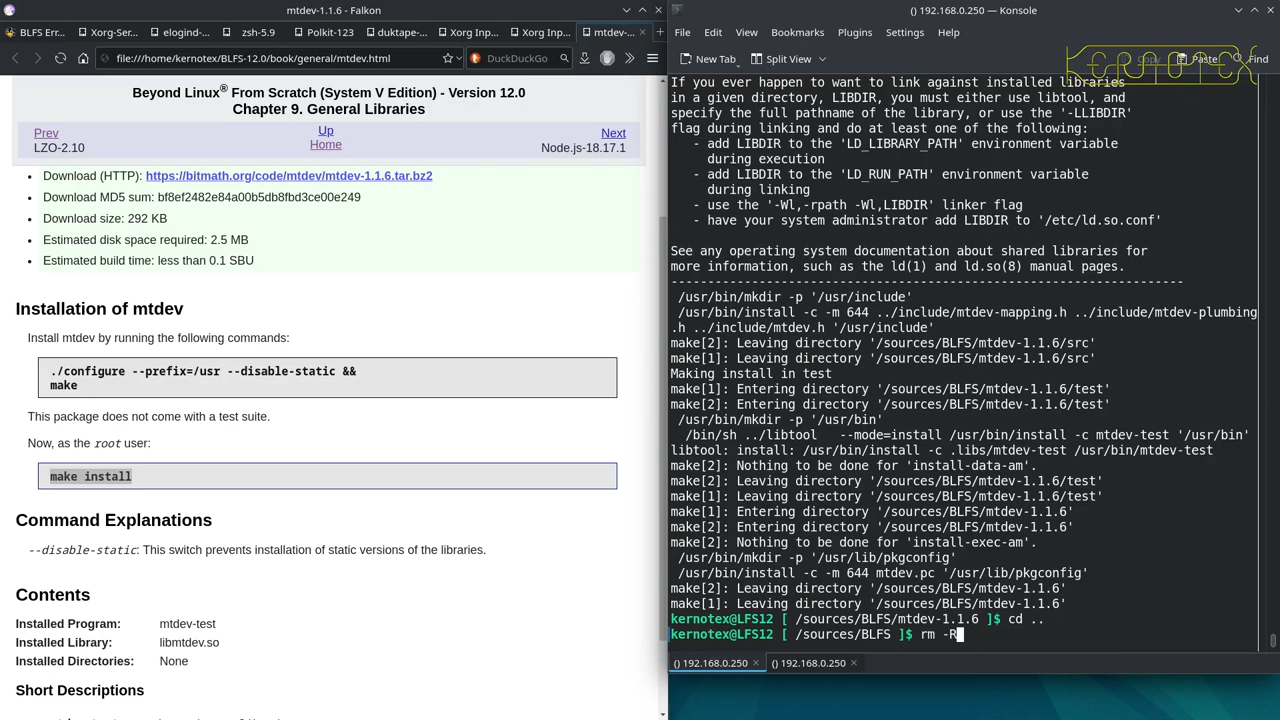 mtdev-1.1.6 - Falkon
BLFS Err...
Xorg-Ser...
elogind-...
zsh-5.9
Polkit-123
duktape-...
Xorg Inp...
Xorg Inp...
mtdev-...
file:///home/kernotex/BLFS-12.0/book/general/mtdev.html
DuckDuckGo
Beyond Linux® From Scratch (System V Edition) - Version 12.0
Chapter 9. General Libraries
Prev
Up
Next
LZO-2.10
Home
Node.js-18.17.1
Download (HTTP): https://bitmath.org/code/mtdev/mtdev-1.1.6.tar.bz2
Download MD5 sum: bf8ef2482e84a00b5db8fbd3ce00e249
Download size: 292 KB
Estimated disk space required: 2.5 MB
Estimated build time: less than 0.1 SBU
Installation of mtdev
Install mtdev by running the following commands:
./configure --prefix=/usr --disable-static &&
make
This package does not come with a test suite.
Now, as the root user:
make install
Command Explanations
--disable-static: This switch prevents installation of static versions of the libraries.
Contents
Installed Program: mtdev-test
Installed Library: libmtdev.so
Installed Directories: None
Short Descriptions
() 192.168.0.250 — Konsole
File Edit View Bookmarks Plugins Settings Help
New Tab
Split View
Copy
Paste
Find
Kernotex
If you ever happen to want to link against installed libraries
in a given directory, LIBDIR, you must either use libtool, and
specify the full pathname of the library, or use the '-LLIBDIR'
flag during linking and do at least one of the following:
- add LIBDIR to the 'LD_LIBRARY_PATH' environment variable
during execution
- add LIBDIR to the 'LD_RUN_PATH' environment variable
during linking
- use the '-Wl,-rpath -Wl,LIBDIR' linker flag
- have your system administrator add LIBDIR to '/etc/ld.so.conf'
See any operating system documentation about shared libraries for
more information, such as the ld(1) and ld.so(8) manual pages.
----------------------------------------------------------------------
/usr/bin/mkdir -p '/usr/include'
/usr/bin/install -c -m 644 ../include/mtdev-mapping.h ../include/mtdev-plumbing
.h ../include/mtdev.h '/usr/include'
make[2]: Leaving directory '/sources/BLFS/mtdev-1.1.6/src'
make[1]: Leaving directory '/sources/BLFS/mtdev-1.1.6/src'
Making install in test
make[1]: Entering directory '/sources/BLFS/mtdev-1.1.6/test'
make[2]: Entering directory '/sources/BLFS/mtdev-1.1.6/test'
/usr/bin/mkdir -p '/usr/bin'
/bin/sh ../libtool --mode=install /usr/bin/install -c mtdev-test '/usr/bin'
libtool: install: /usr/bin/install -c .libs/mtdev-test /usr/bin/mtdev-test
make[2]: Nothing to be done for 'install-data-am'.
make[2]: Leaving directory '/sources/BLFS/mtdev-1.1.6/test'
make[1]: Leaving directory '/sources/BLFS/mtdev-1.1.6/test'
make[1]: Entering directory '/sources/BLFS/mtdev-1.1.6'
make[2]: Entering directory '/sources/BLFS/mtdev-1.1.6'
make[2]: Nothing to be done for 'install-exec-am'.
/usr/bin/mkdir -p '/usr/lib/pkgconfig'
/usr/bin/install -c -m 644 mtdev.pc '/usr/lib/pkgconfig'
make[2]: Leaving directory '/sources/BLFS/mtdev-1.1.6'
make[1]: Leaving directory '/sources/BLFS/mtdev-1.1.6'
kernotex@LFS12 [ /sources/BLFS/mtdev-1.1.6 ]$ cd ..
kernotex@LFS12 [ /sources/BLFS ]$ rm -R
() 192.168.0.250
() 192.168.0.250